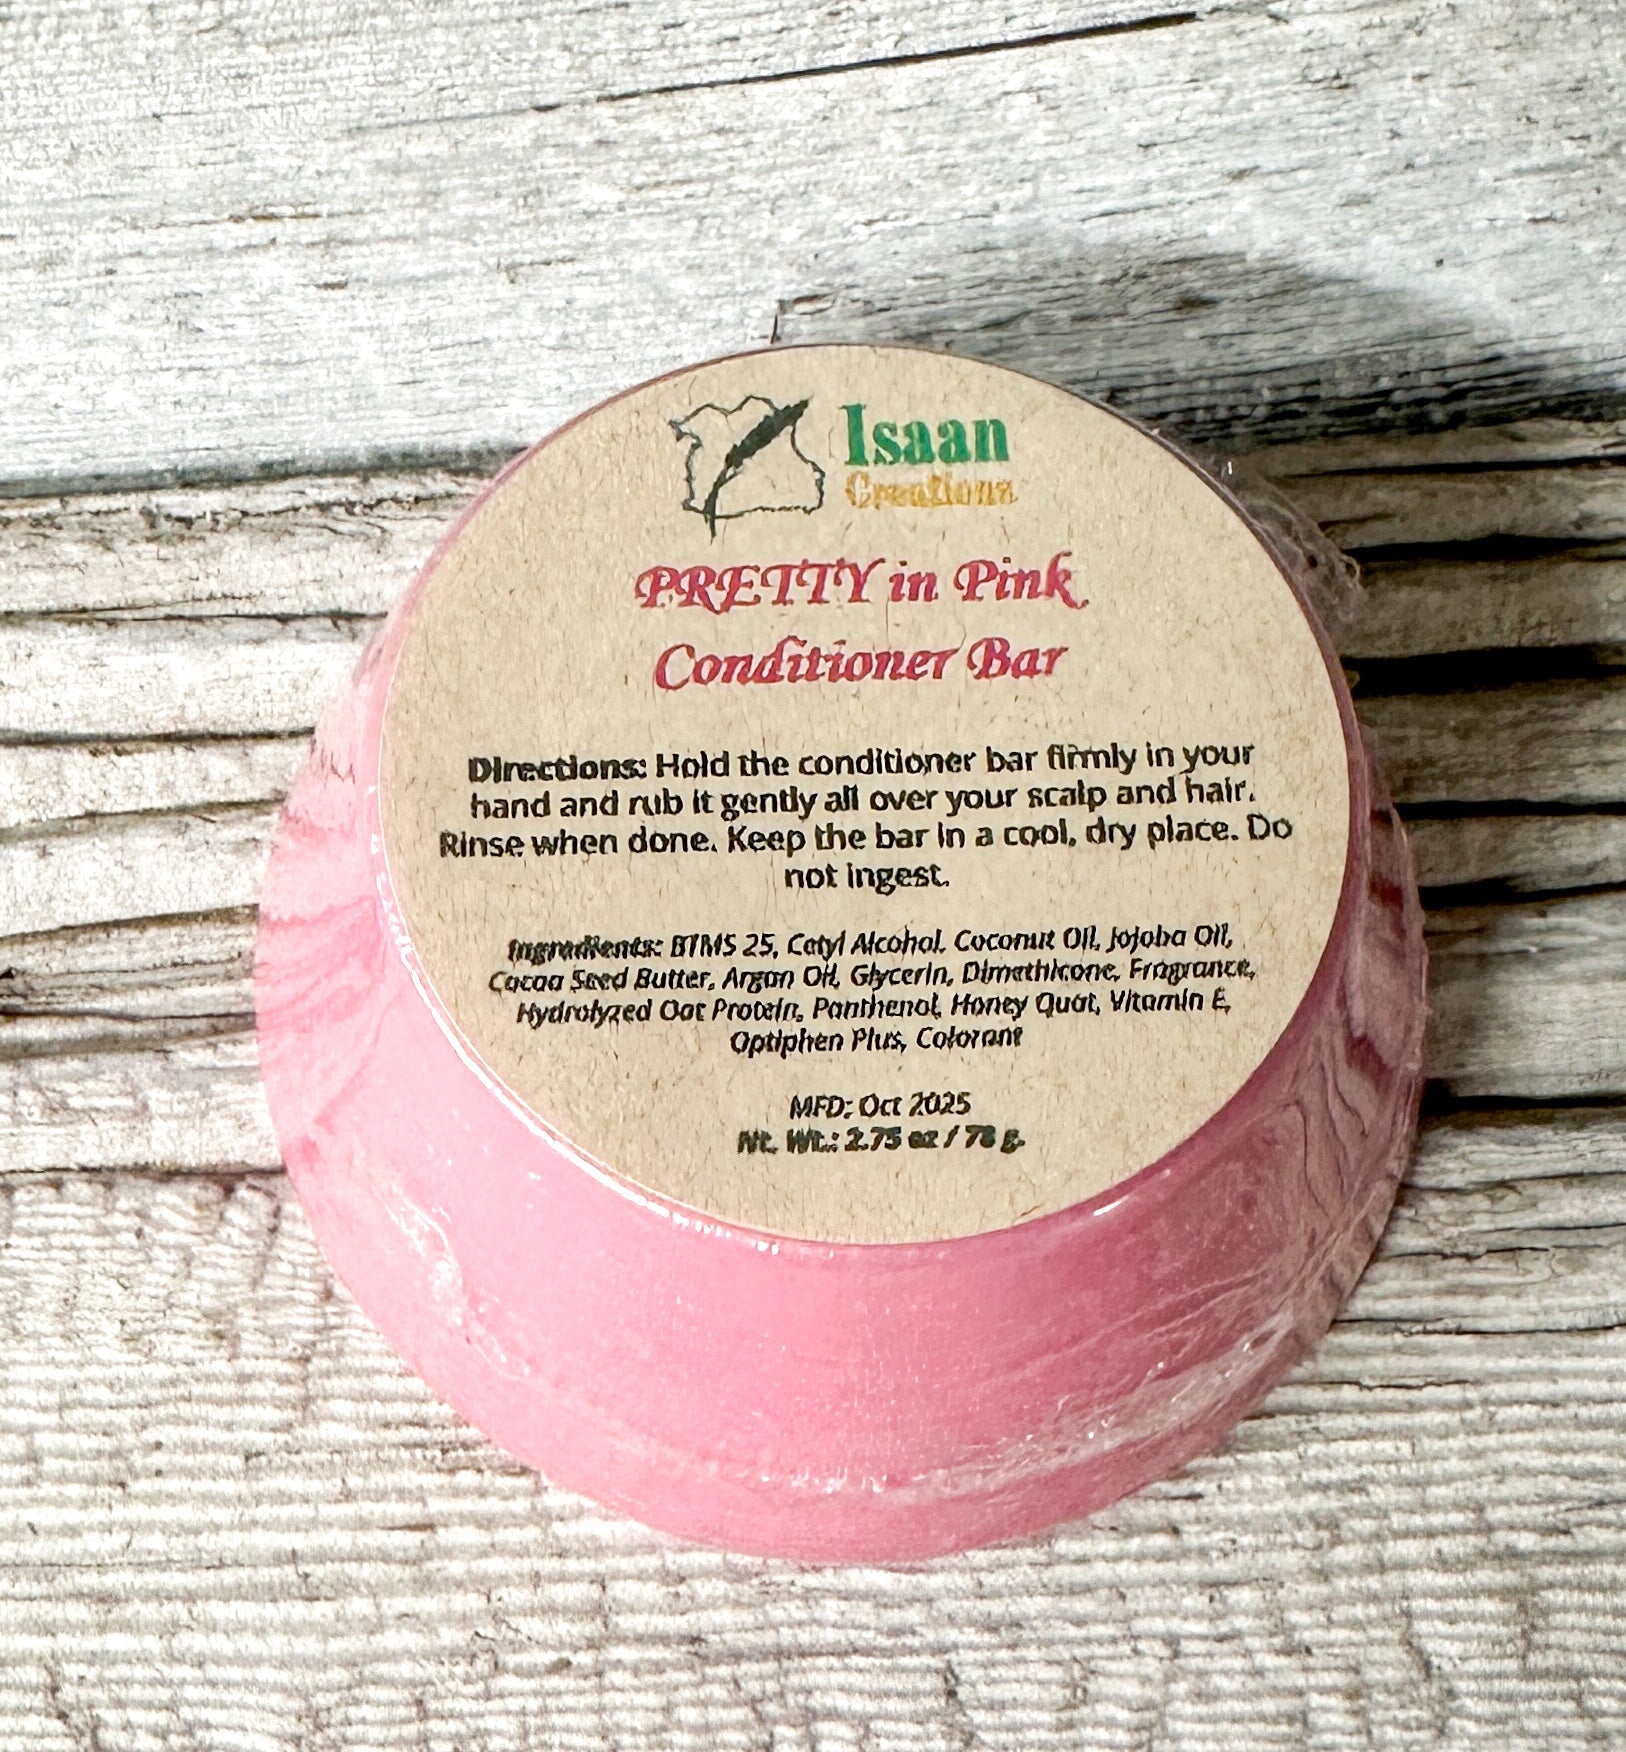 Isaan
Creations
PRETTY in Pink
Conditioner Bar
Directions: Hold the conditioner bar firmly in your
hand and rub it gently all over your scalp and hair.
Rinse when done. Keep the bar in a cool, dry place. Do
not ingest.
Ingredients: BTMS 25, Cetyl Alcohol, Coconut Oil, Jojoba Oil,
Cocoa Seed Butter, Argan Oil, Glycerin, Dimethicone, Fragrance,
Hydrolyzed Oat Protein, Panthenol, Honey Quat, Vitamin E,
Optiphen Plus, Colorant
MFD: Oct 2025
Nt. Wt.: 2.75 oz / 78 g.